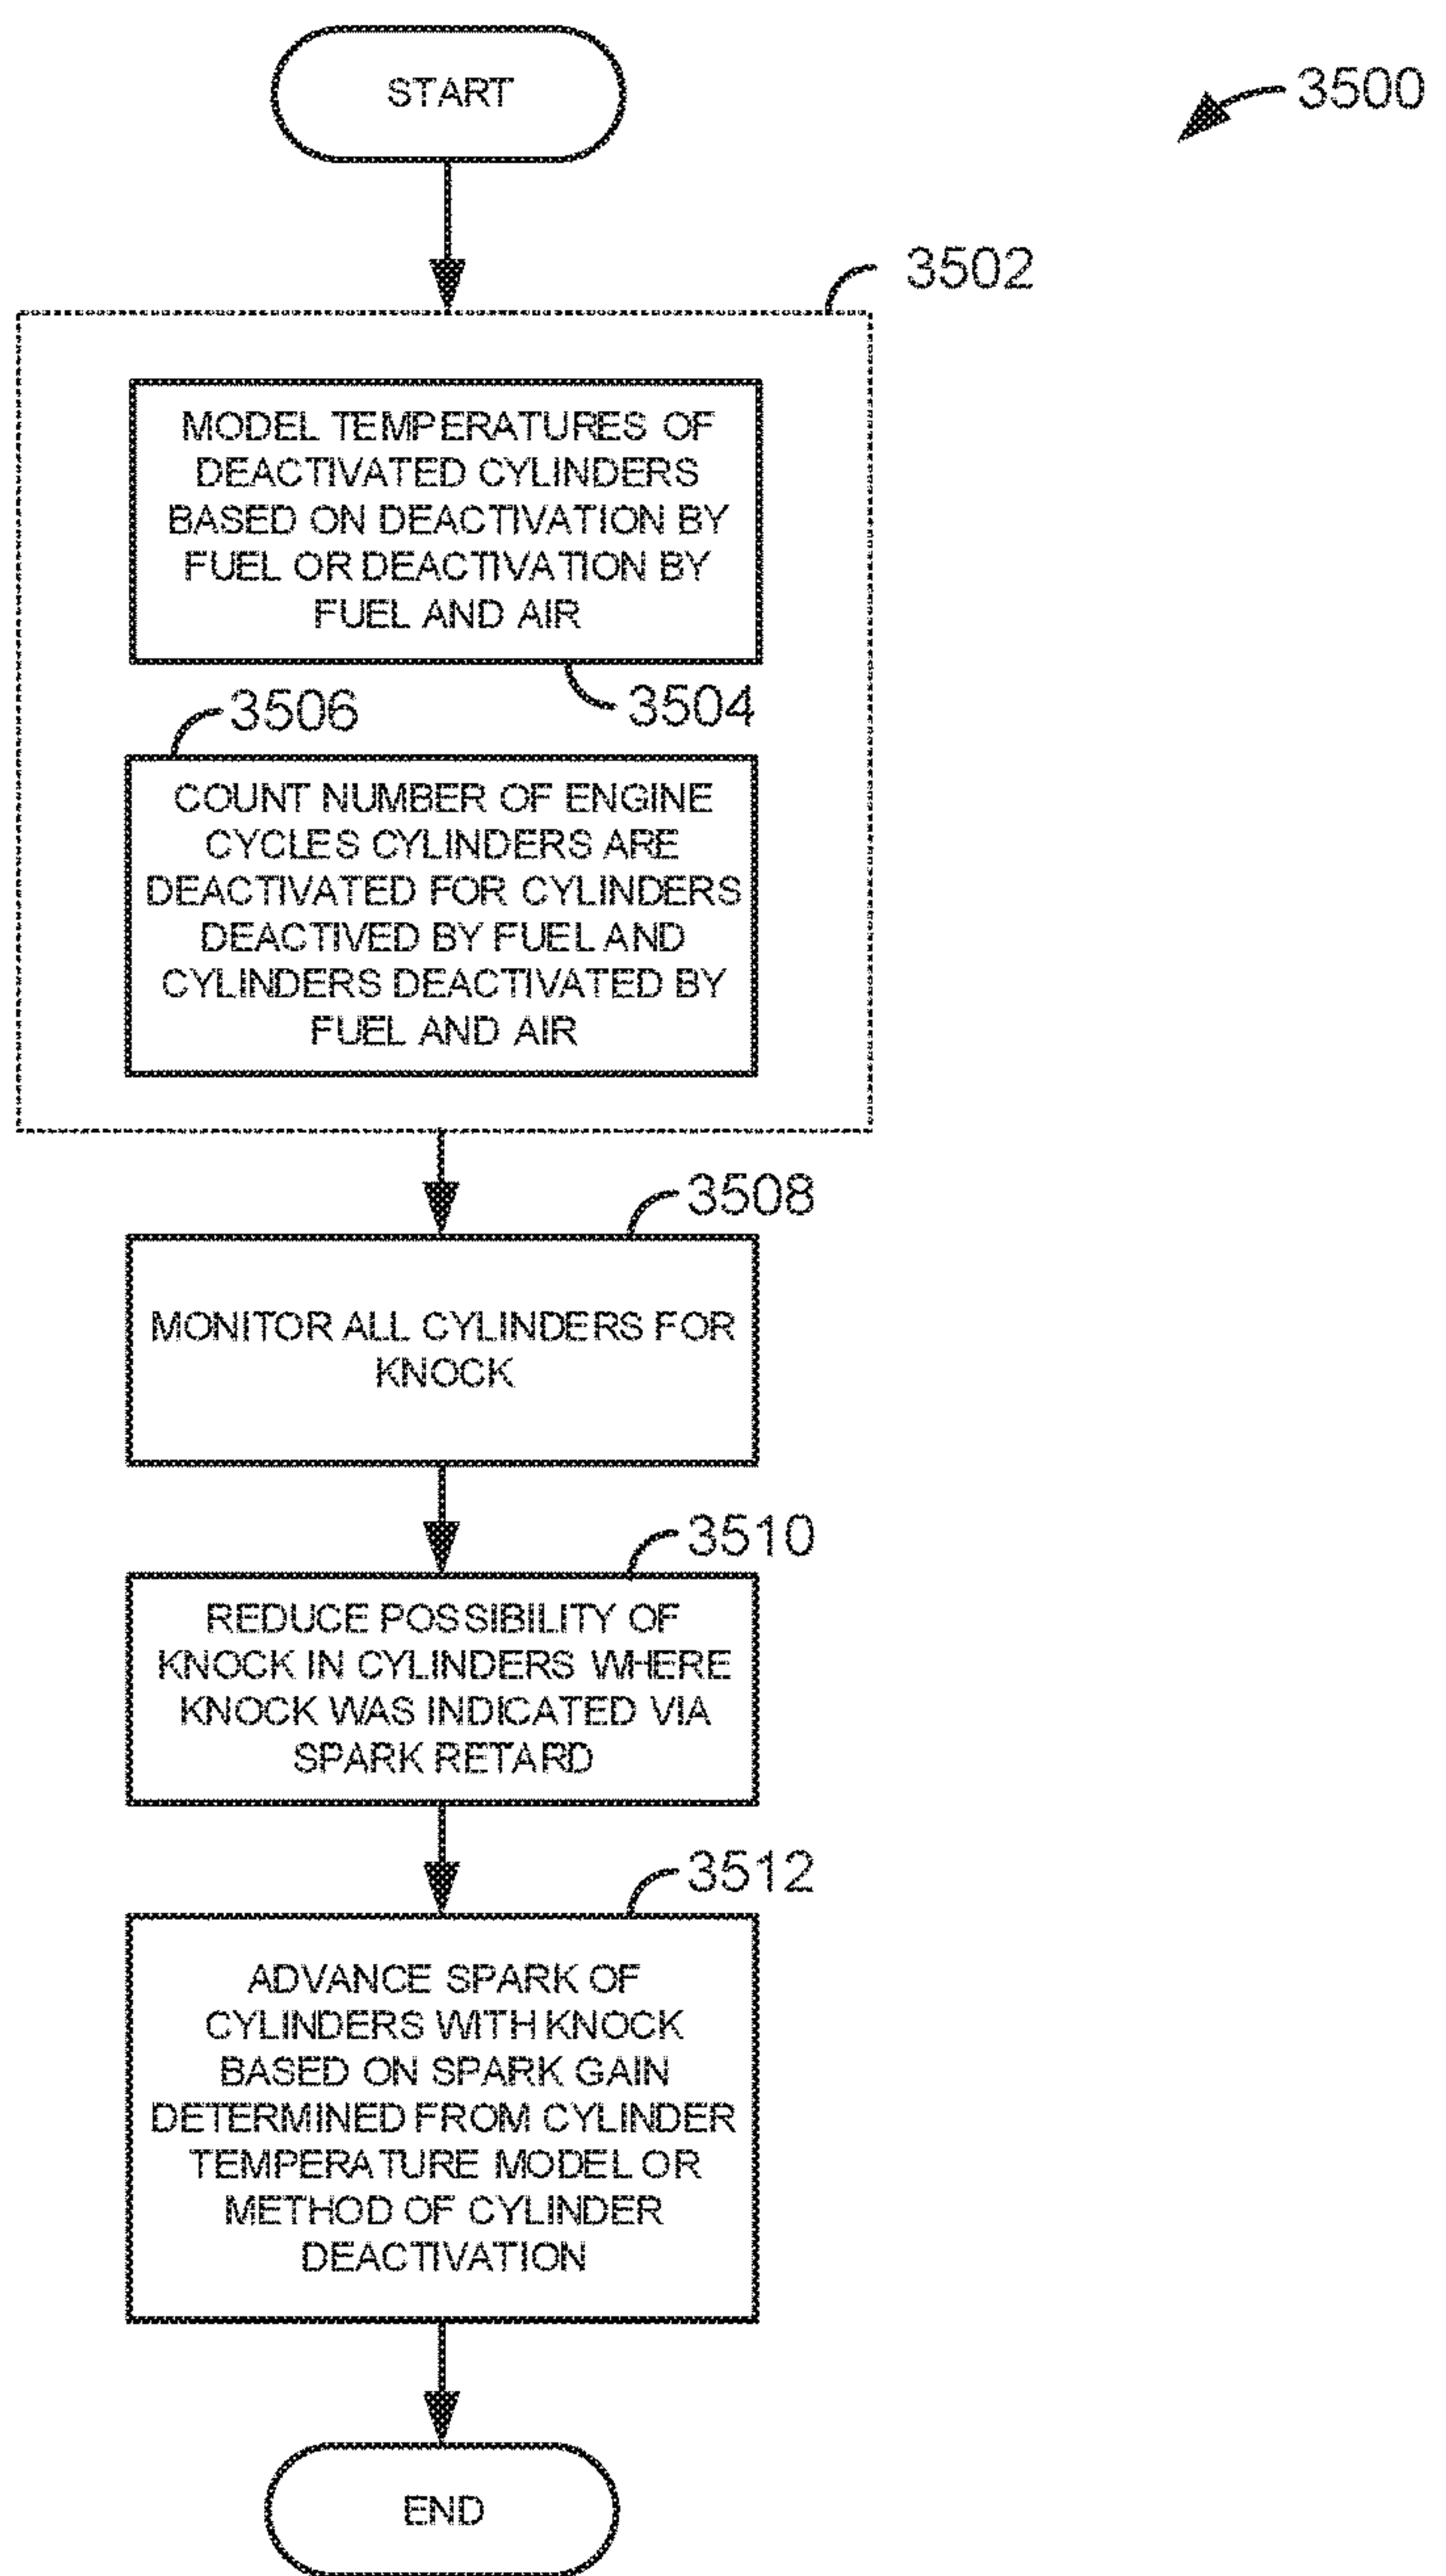 START
3500
3502
MODEL TEMPERATURES OF
DEACTIVATED CYLINDERS
BASED ON DEACTIVATION BY
FUEL OR DEACTIVATION BY
FUEL AND AIR
3504
3506
COUNT NUMBER OF ENGINE
CYCLES CYLINDERS ARE
DEACTIVATED FOR CYLINDERS
DEACTIVED BY FUEL AND
CYLINDERS DEACTIVATED BY
FUEL AND AIR
3508
MONITOR ALL CYLINDERS FOR
KNOCK
3510
REDUCE POSSIBILITY OF
KNOCK IN CYLINDERS WHERE
KNOCK WAS INDICATED VIA
SPARK RETARD
3512
ADVANCE SPARK OF
CYLINDERS WITH KNOCK
BASED ON SPARK GAIN
DETERMINED FROM CYLINDER
TEMPERATURE MODEL OR
METHOD OF CYLINDER
DEACTIVATION
END